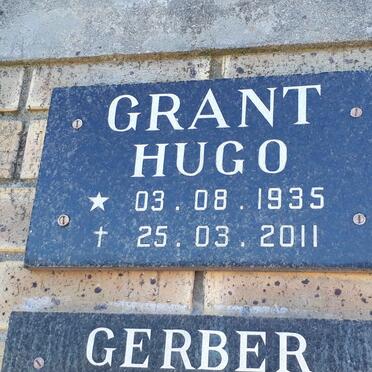 GRANT
HUGO
★ 03.08.1935
† 25.03.2011
GERBER